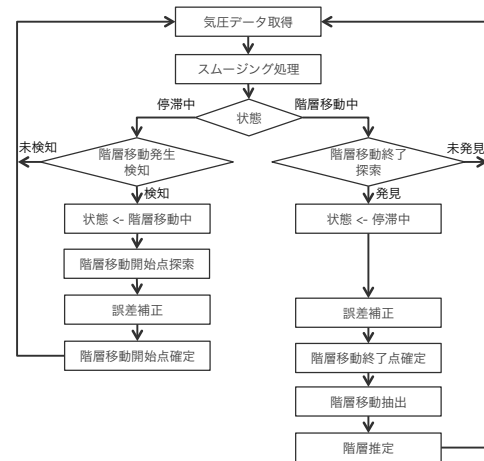 気圧データ取得
スムージング処理
停滞中
階層移動中
状態
未検知
階層移動発生
検知
階層移動終了
探索
未発見
検知
発見
状態 <- 階層移動中
状態 <- 停滞中
階層移動開始点探索
誤差補正
誤差補正
階層移動開始点確定
階層移動終了点確定
階層移動抽出
階層推定